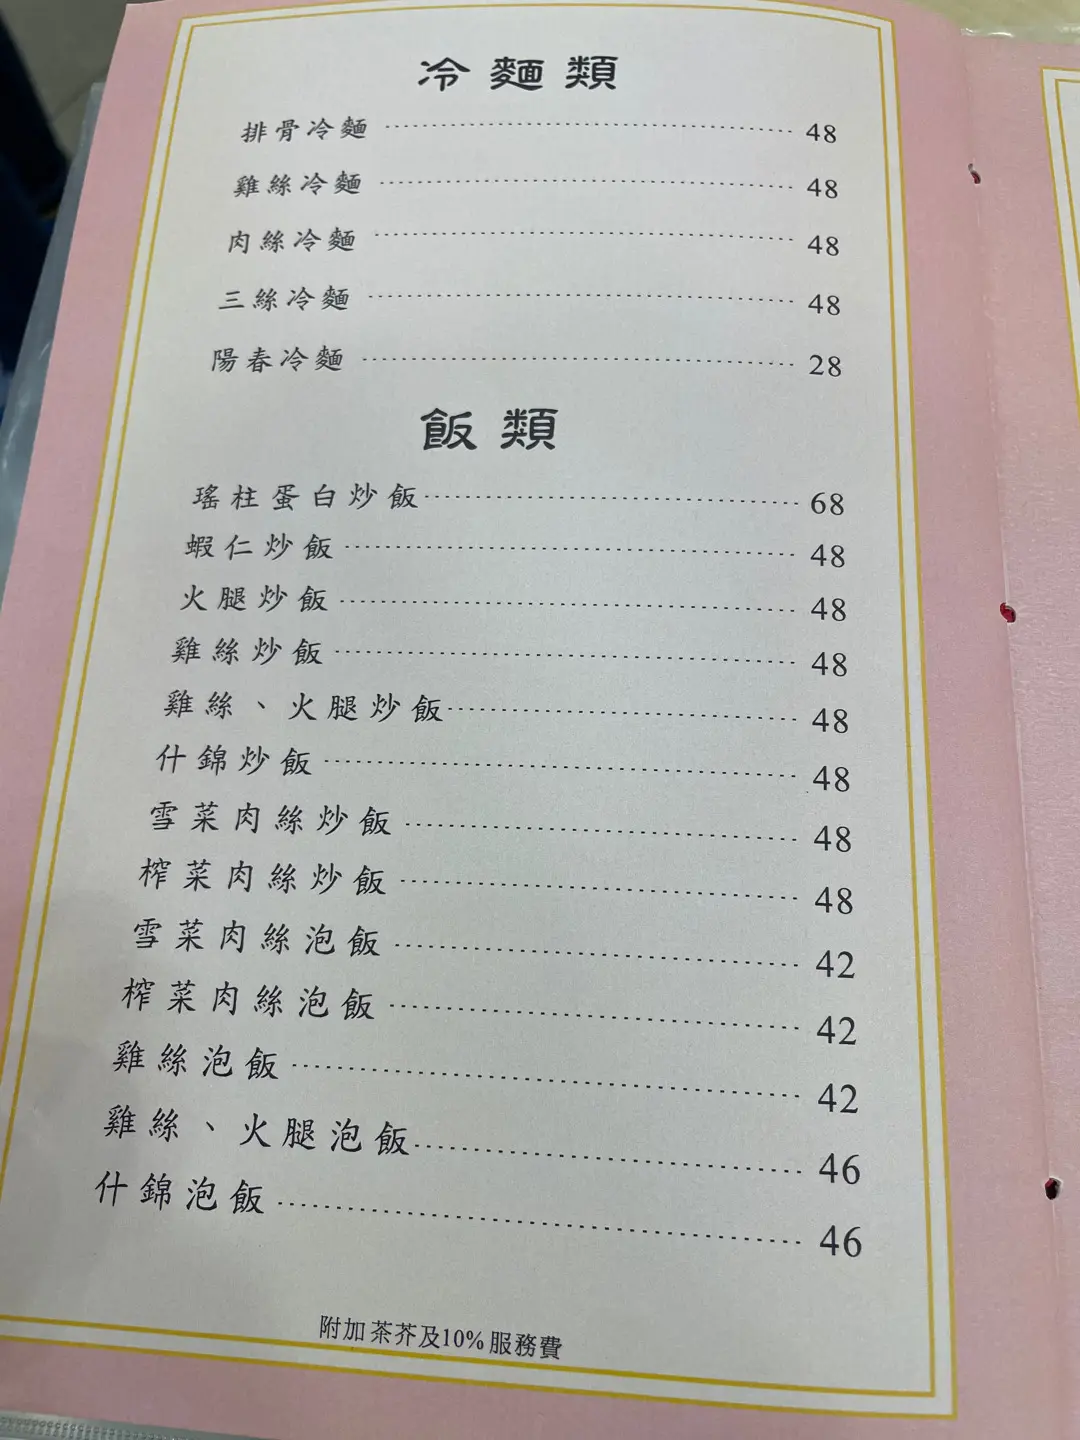 冷麵類
排骨冷麵 48
雞絲冷麵 48
肉絲冷麵 48
三絲冷麵 48
陽春冷麵 28
飯類
瑤柱蛋白炒飯 68
蝦仁炒飯 48
火腿炒飯 48
雞絲炒飯 48
雞絲、火腿炒飯 48
什錦炒飯 48
雪菜肉絲炒飯 48
榨菜肉絲炒飯 48
雪菜肉絲泡飯 42
榨菜肉絲泡飯 42
雞絲泡飯 42
雞絲、火腿泡飯 46
什錦泡飯 46
附加茶芥及10%服務費